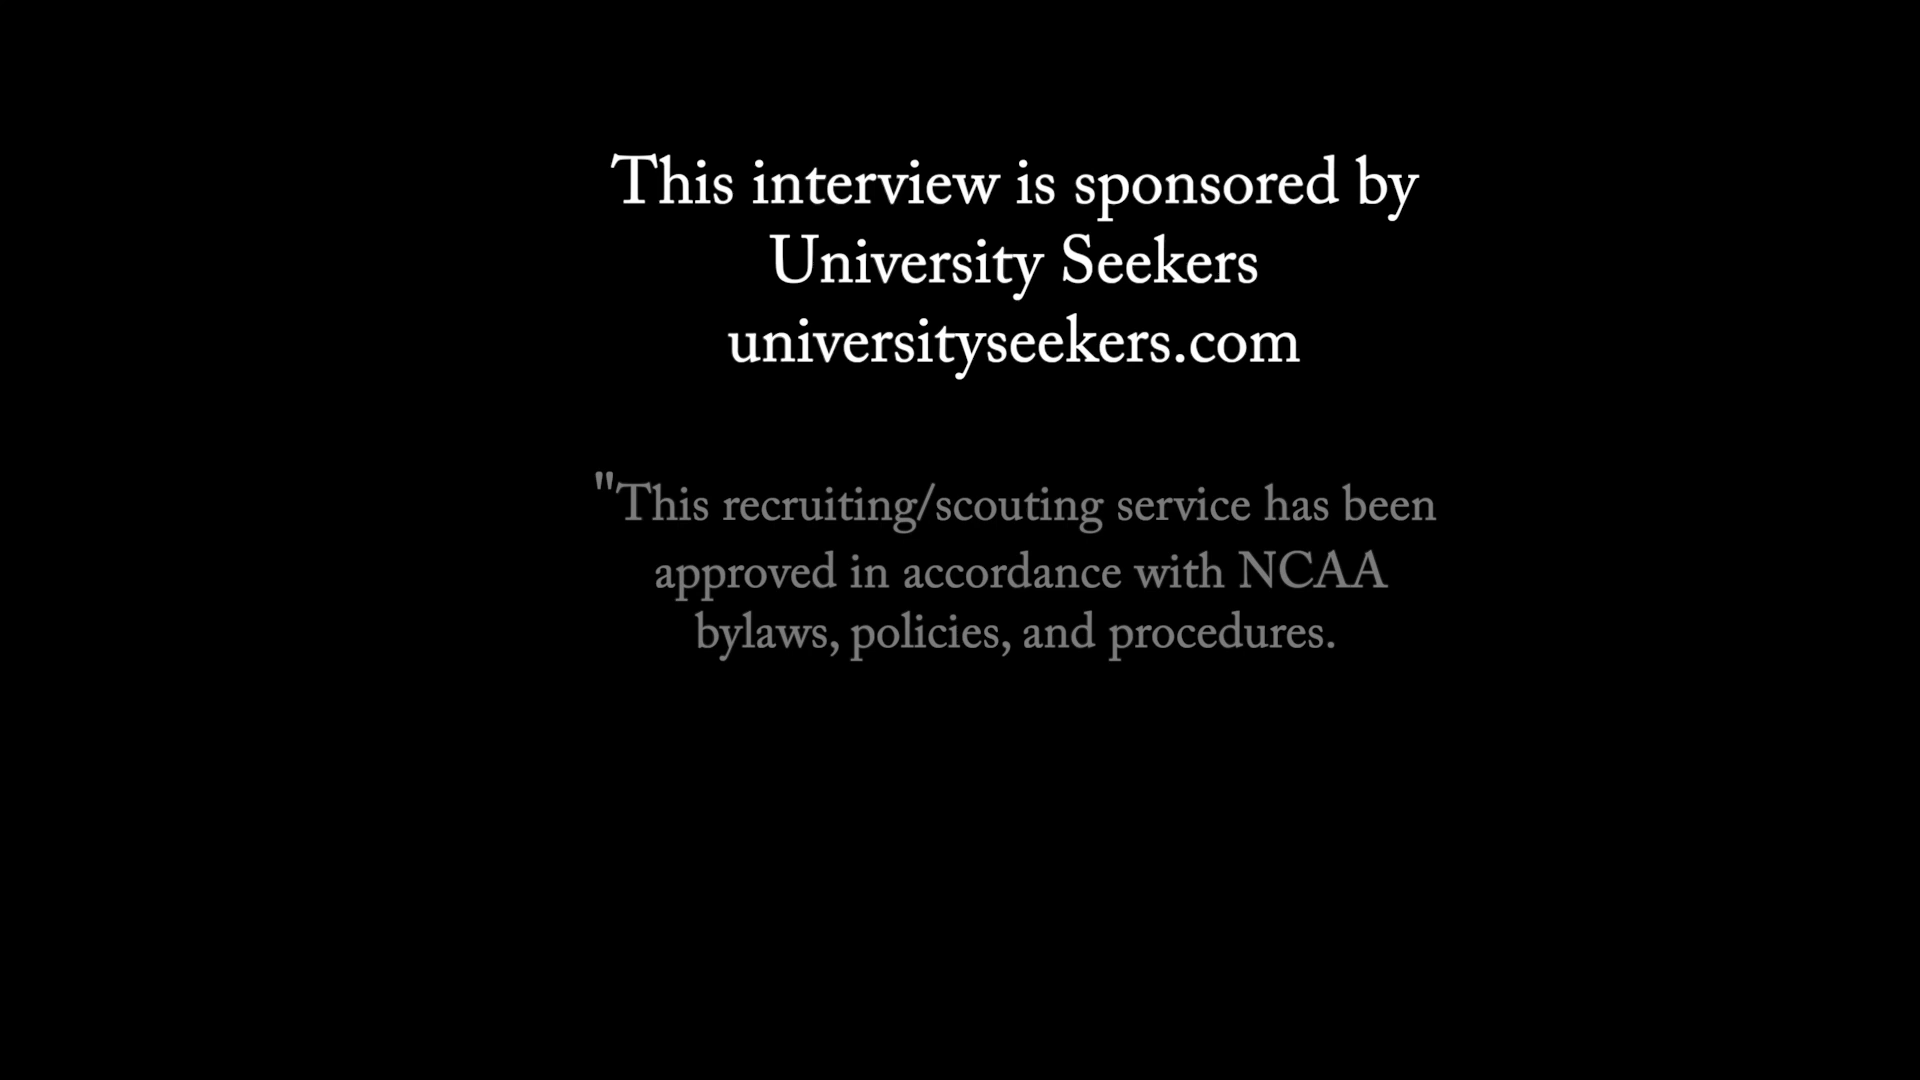 This interview is sponsored by
University Seekers
universityseekers.com
"This recruiting/scouting service has been
approved in accordance with NCAA
bylaws, policies, and procedures.